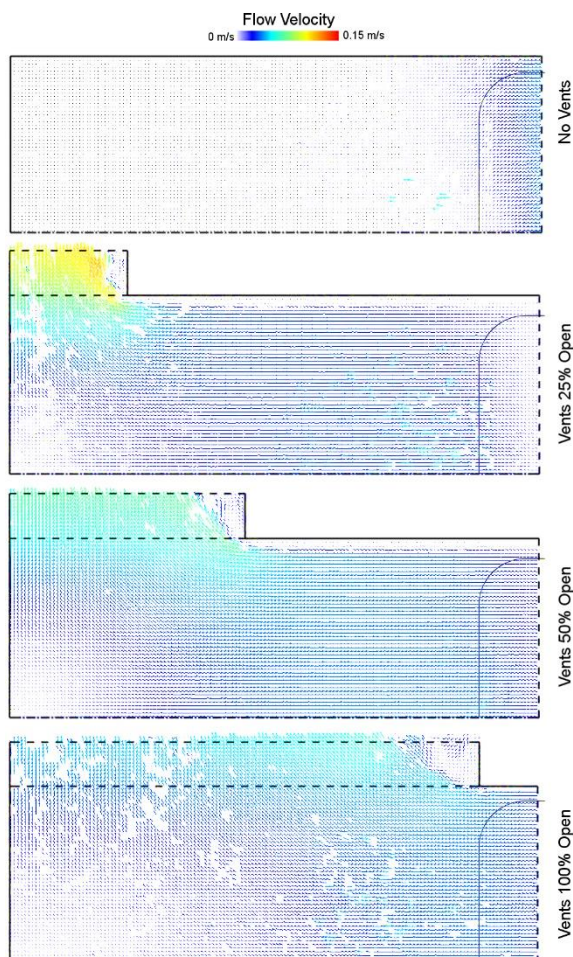 Flow Velocity
0 m/s
0.15 m/s
No Vents
Vents 25% Open
Vents 50% Open
Vents 100% Open